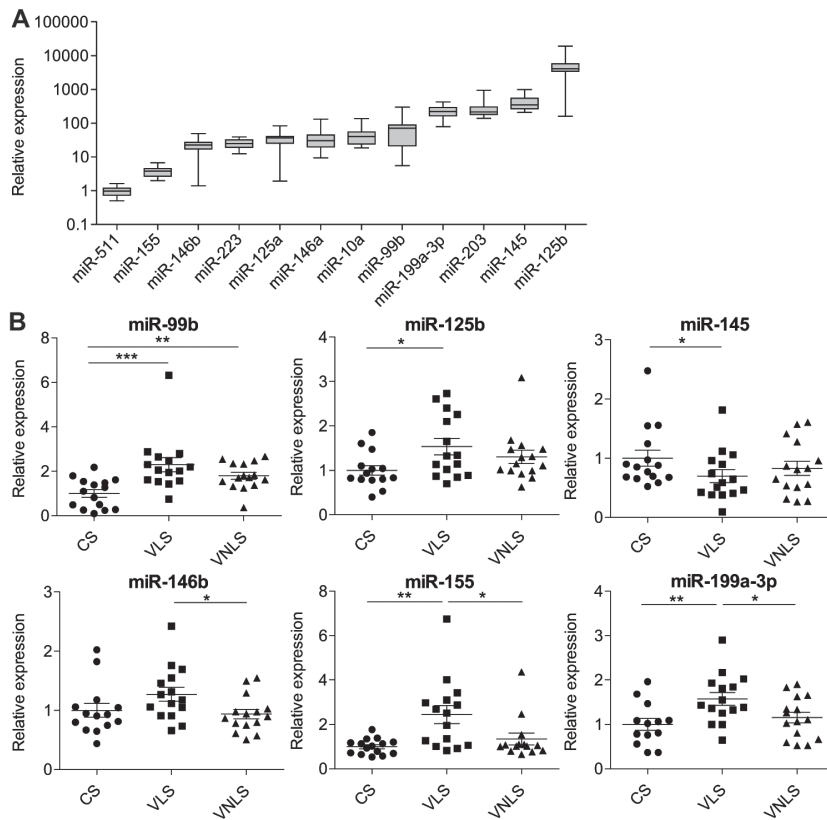 A
Relative expression
100000
10000
1000
100
10
1
0.1
miR-511
miR-155
miR-146b
miR-223
miR-125a
miR-146a
miR-10a
miR-99b
miR-199a-3p
miR-203
miR-145
miR-125b
B
miR-99b
Relative expression
8
6
4
2
0
**
***
CS
VLS
VNLS
miR-125b
Relative expression
4
3
2
1
0
*
CS
VLS
VNLS
miR-145
Relative expression
3
2
1
0
*
CS
VLS
VNLS
miR-146b
Relative expression
3
2
1
0
*
CS
VLS
VNLS
miR-155
Relative expression
8
6
4
2
0
**
*
CS
VLS
VNLS
miR-199a-3p
Relative expression
4
3
2
1
0
**
*
CS
VLS
VNLS